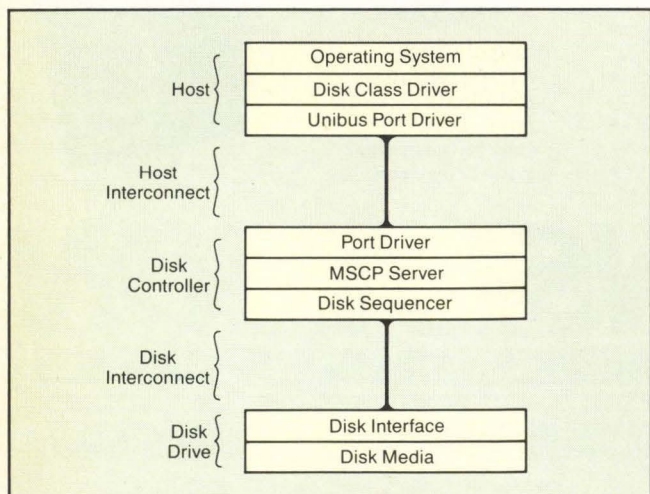 Operating System
Host
Disk Class Driver
Unibus Port Driver
Host
Interconnect
Port Driver
Disk
Controller
MSCP Server
Disk Sequencer
Disk
Interconnect
Disk
Drive
Disk Interface
Disk Media